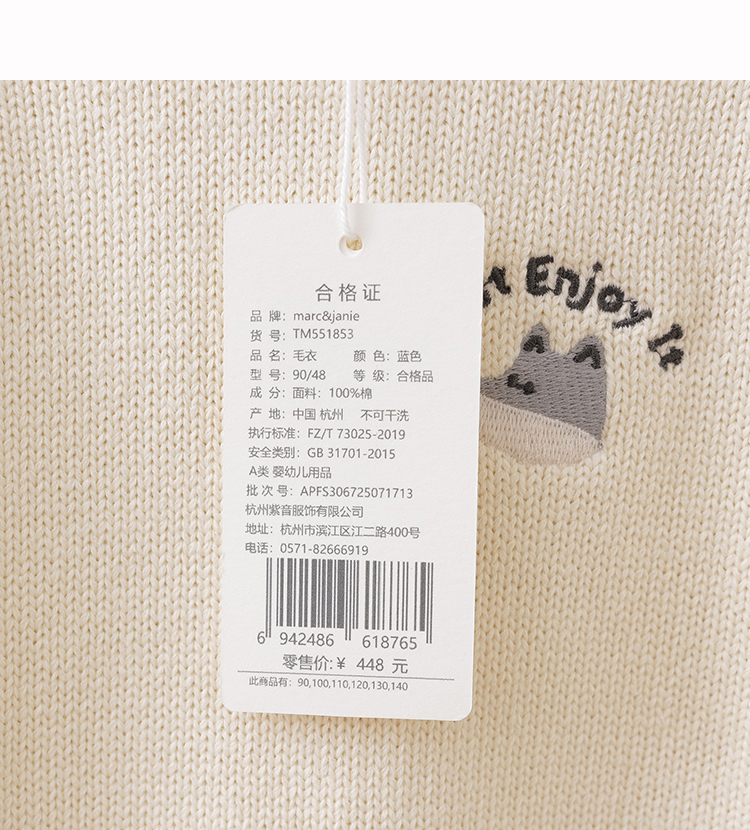 合格证
品 牌: marc&janie
货 号: TM551853
品 名: 毛衣 颜 色: 蓝色
型 号: 90/48 等 级: 合格品
成 分: 面料: 100%棉
产 地: 中国 杭州 不可干洗
执行标准: FZ/T 73025-2019
安全类别: GB 31701-2015
A类 婴幼儿用品
批 次 号: APFS306725071713
杭州紫音服饰有限公司
地址: 杭州市滨江区江二路400号
电话: 0571-82666919
6 942486 618765
零售价:¥ 448 元
此商品有: 90,100,110,120,130,140
Enjoy It